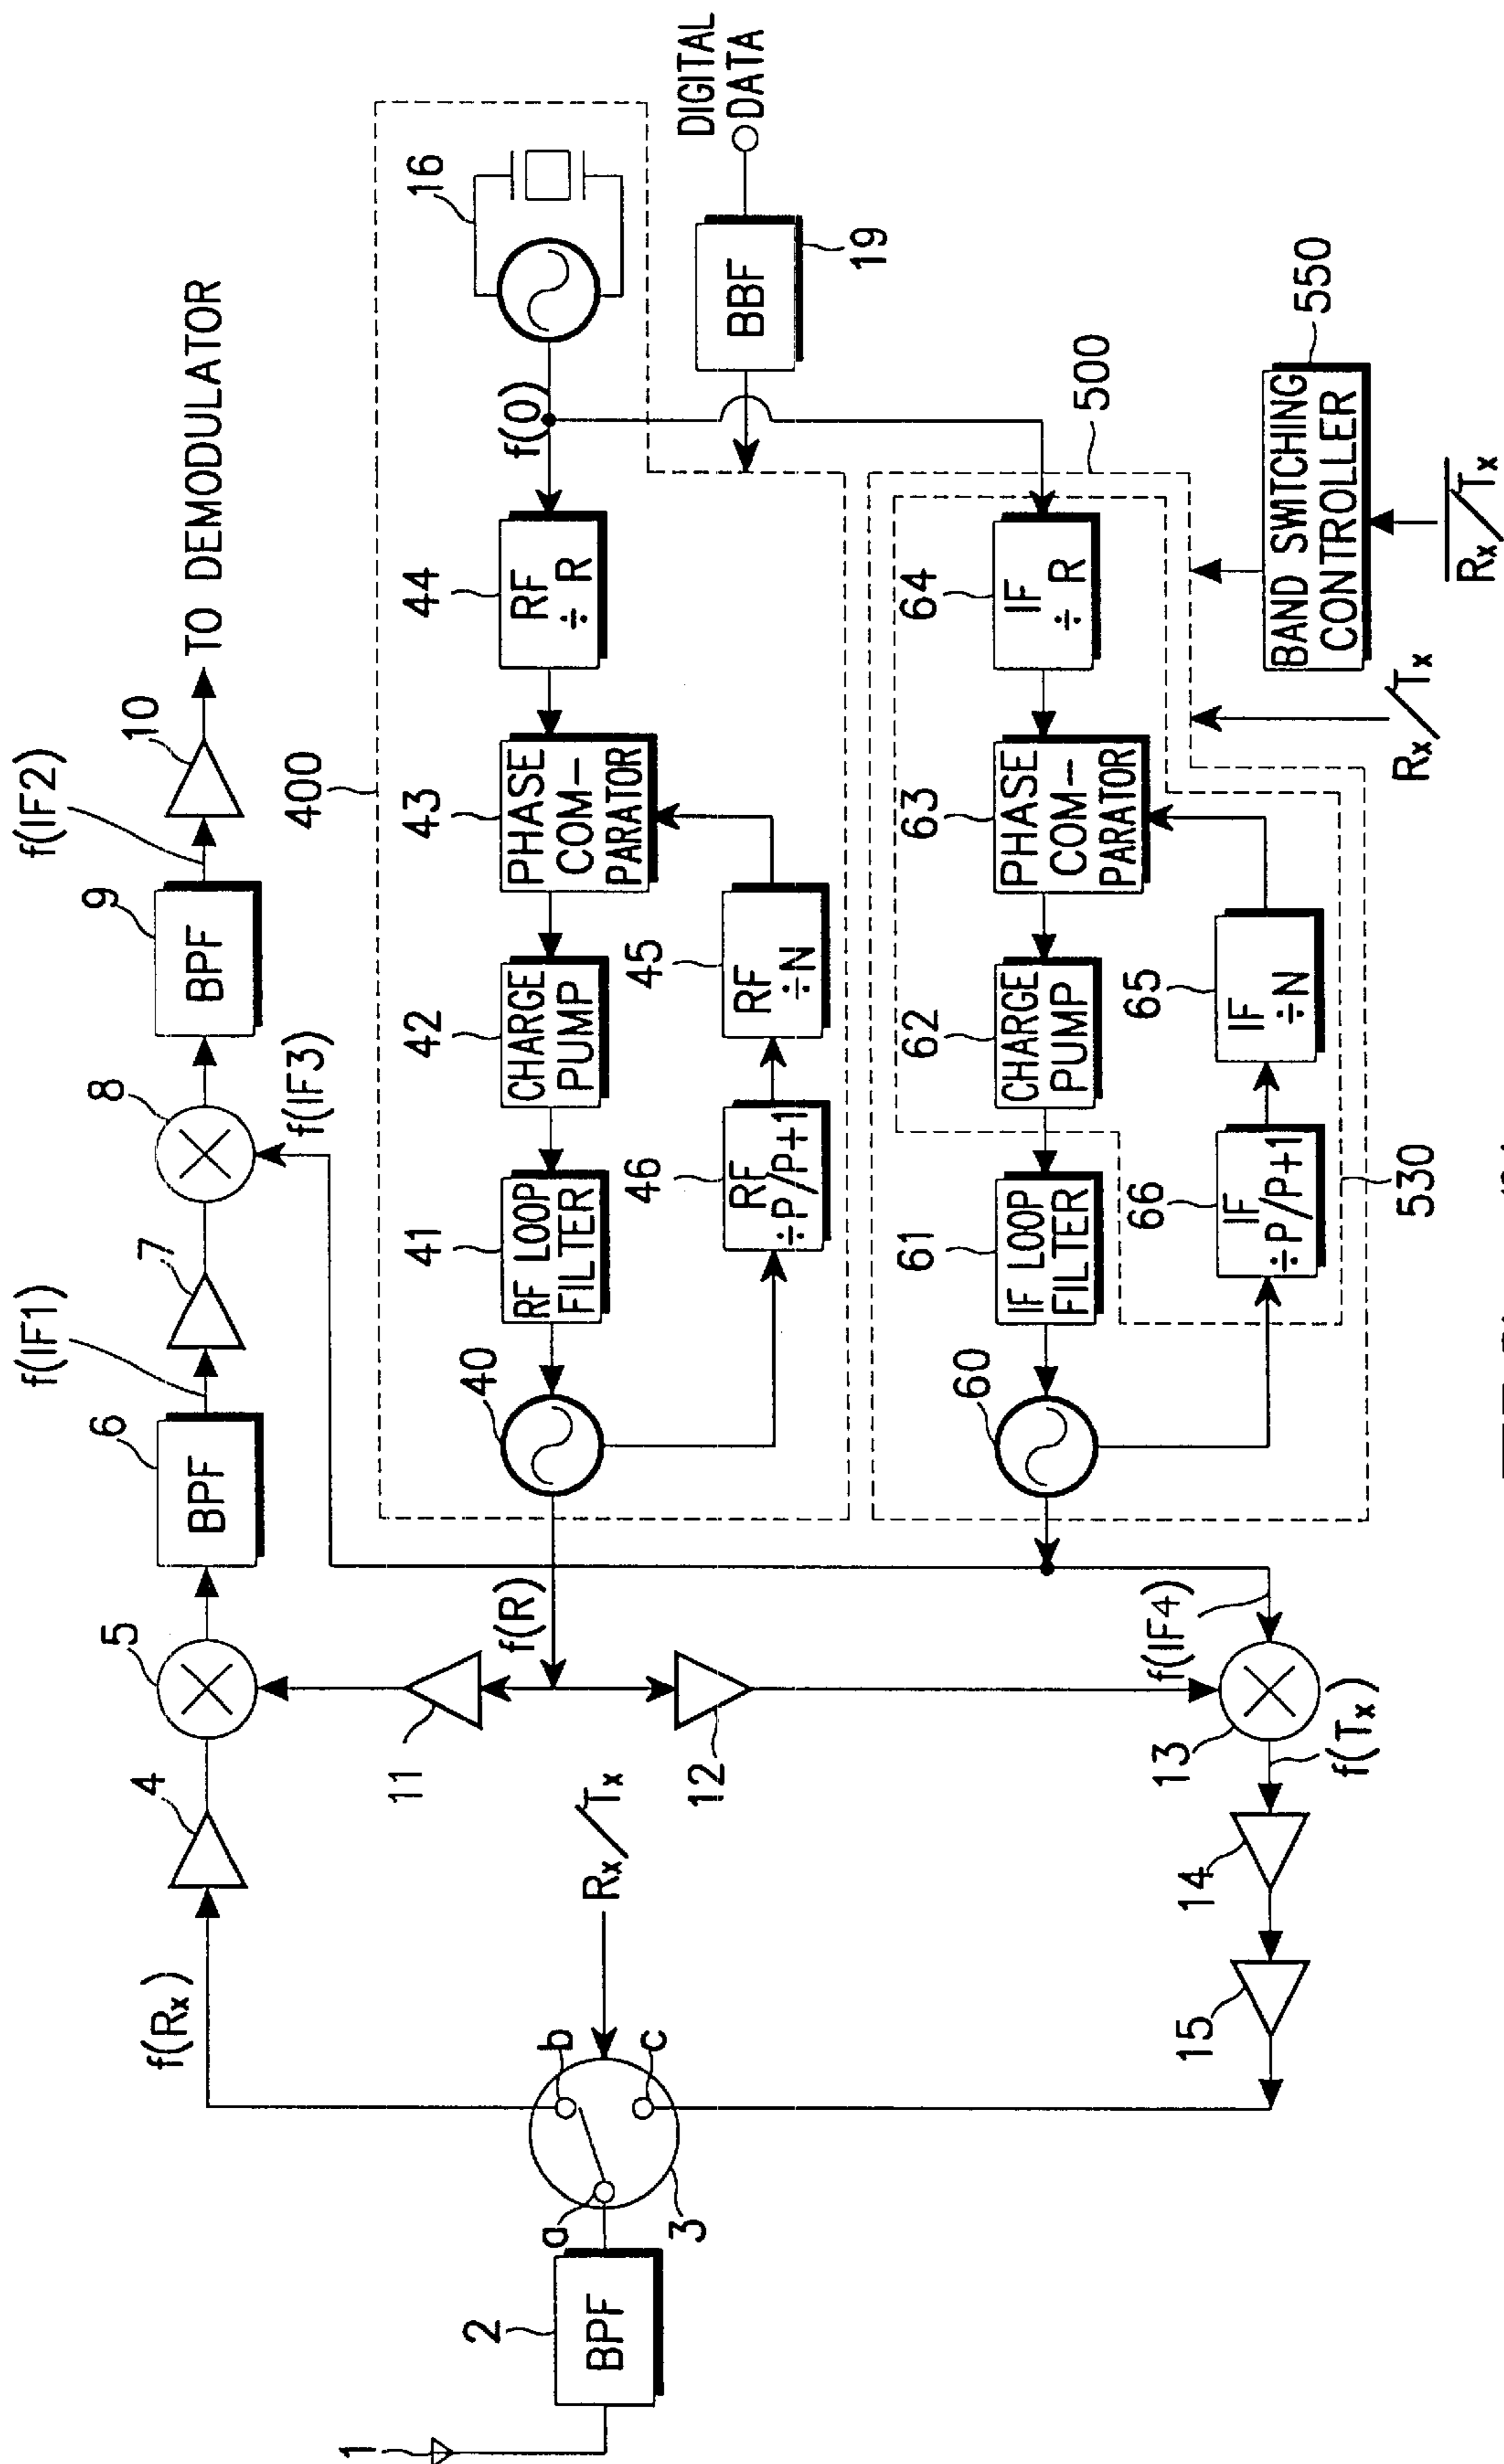 1
2
BPF
3
a
b
c
Rx/Tx
f(Rx)
4
5
6
BPF
f(IF1)
7
8
f(IF3)
9
BPF
f(IF2)
10
TO DEMODULATOR
11
12
f(R)
400
40
41
RF LOOP
FILTER
42
CHARGE
PUMP
43
PHASE
COM-
PARATOR
44
RF
÷ R
f(0)
16
45
RF
÷N
46
RF
÷P/P+1
BBF
19
DIGITAL
DATA
500
60
61
IF LOOP
FILTER
62
CHARGE
PUMP
63
PHASE
COM-
PARATOR
64
IF
÷ R
65
IF
÷N
66
IF
÷P/P+1
530
Rx/Tx
BAND SWITCHING
CONTROLLER
550
Rx/Tx
f(IF4)
13
f(Tx)
14
15